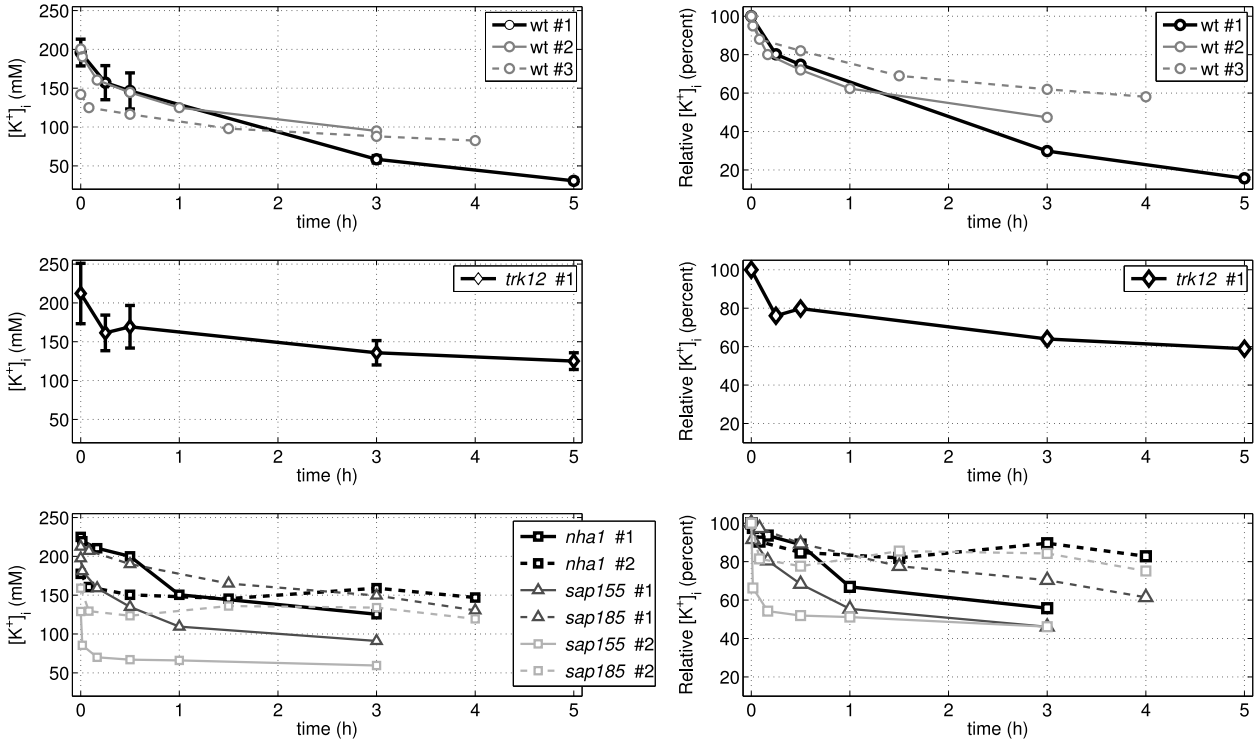 250
200
150
100
50
[K+]i (mM)
0 1 2 3 4 5
time (h)
wt #1
wt #2
wt #3
100
80
60
40
20
Relative [K+]i (percent)
0 1 2 3 4 5
time (h)
wt #1
wt #2
wt #3
250
200
150
100
50
[K+]i (mM)
0 1 2 3 4 5
time (h)
trk12 #1
100
80
60
40
20
Relative [K+]i (percent)
0 1 2 3 4 5
time (h)
trk12 #1
250
200
150
100
50
[K+]i (mM)
0 1 2 3 4 5
time (h)
nha1 #1
nha1 #2
sap155 #1
sap185 #1
sap155 #2
sap185 #2
100
80
60
40
20
Relative [K+]i (percent)
0 1 2 3 4 5
time (h)